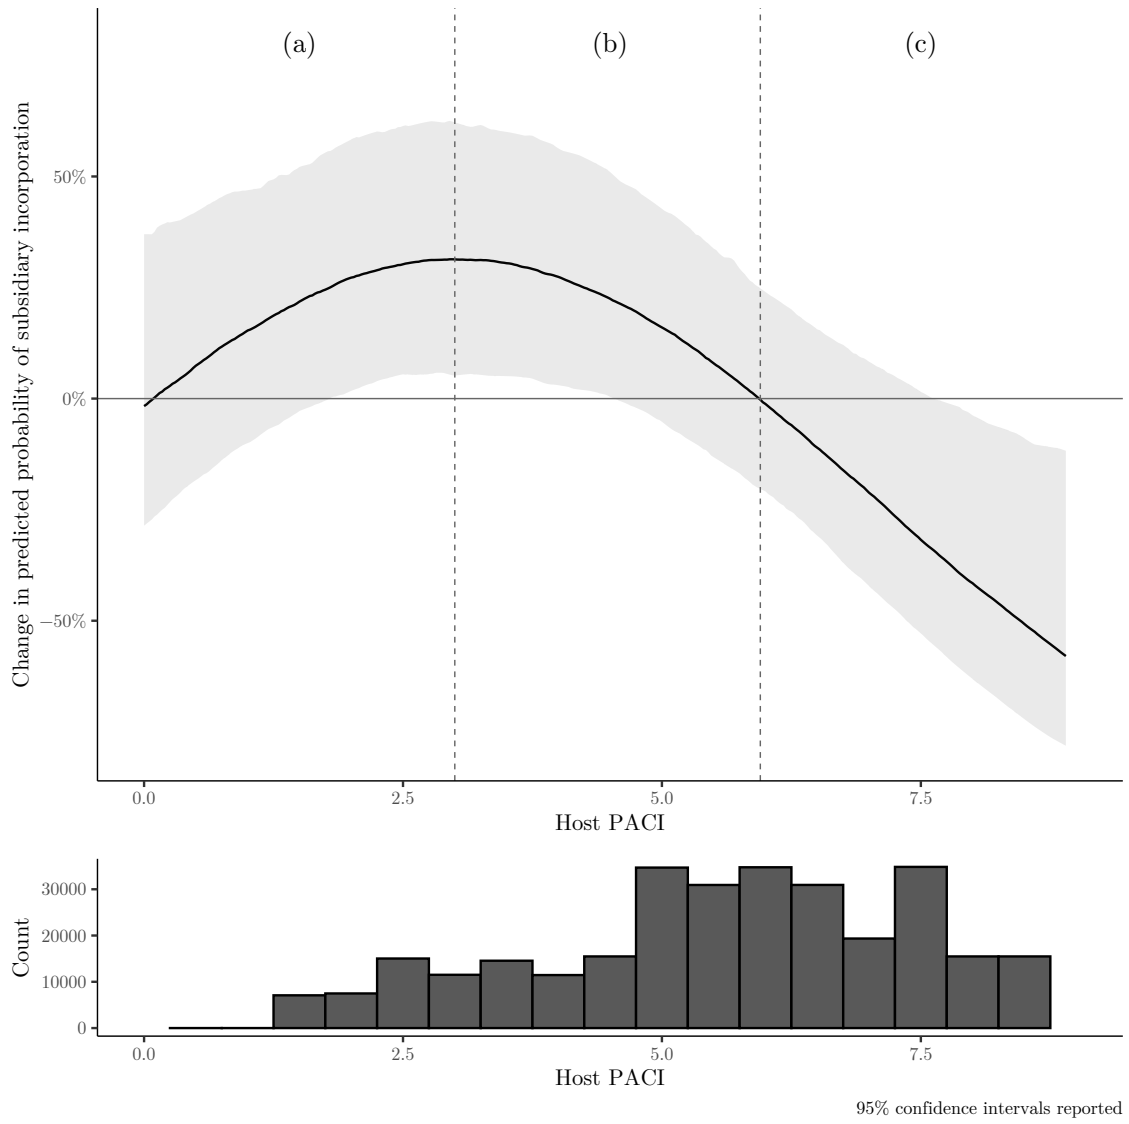 (a)
(b)
(c)
Change in predicted probability of subsidiary incorporation
50%
0%
−50%
0.0
2.5
5.0
7.5
Host PACI
Count
30000
20000
10000
0
0.0
2.5
5.0
7.5
Host PACI
95% confidence intervals reported